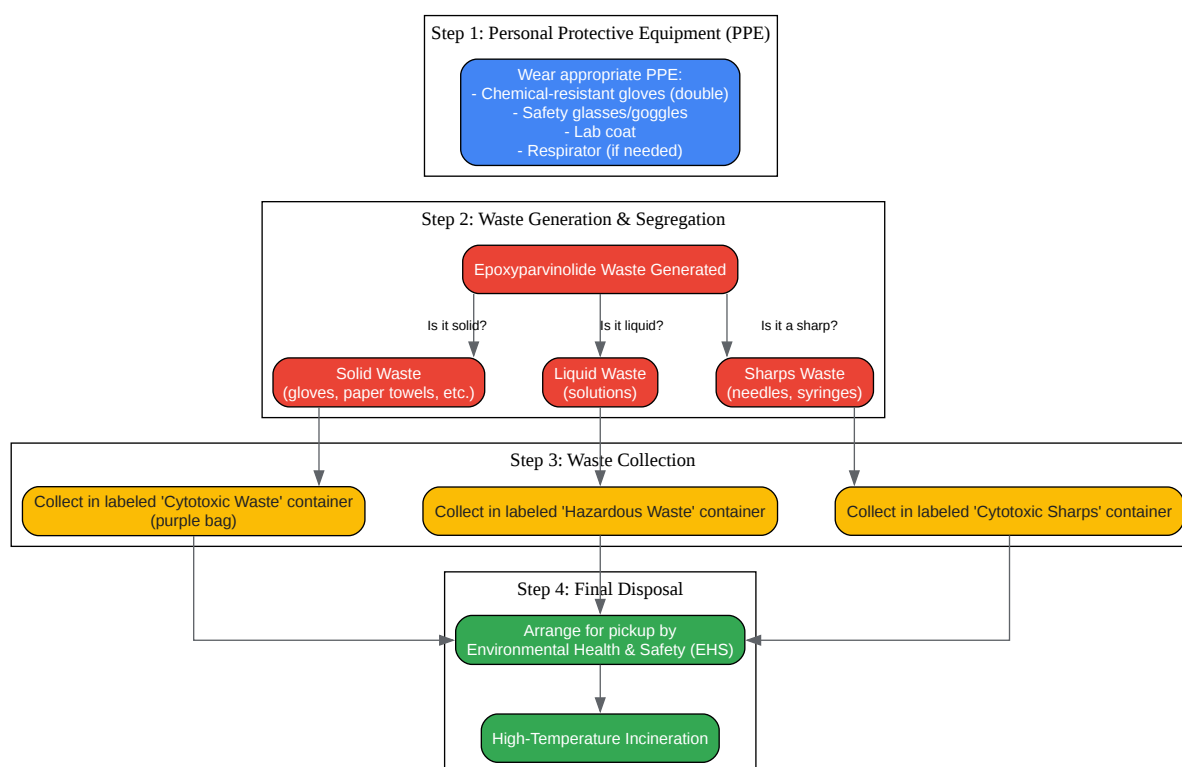 Step 1: Personal Protective Equipment (PPE)
Wear appropriate PPE:
- Chemical-resistant gloves (double)
- Safety glasses/goggles
- Lab coat
- Respirator (if needed)
Step 2: Waste Generation & Segregation
Epoxyparvinolide Waste Generated
Is it solid?
Is it liquid?
Is it a sharp?
Solid Waste
(gloves, paper towels, etc.)
Liquid Waste
(solutions)
Sharps Waste
(needles, syringes)
Step 3: Waste Collection
Collect in labeled 'Cytotoxic Waste' container
(purple bag)
Collect in labeled 'Hazardous Waste' container
Collect in labeled 'Cytotoxic Sharps' container
Step 4: Final Disposal
Arrange for pickup by
Environmental Health & Safety (EHS)
High-Temperature Incineration